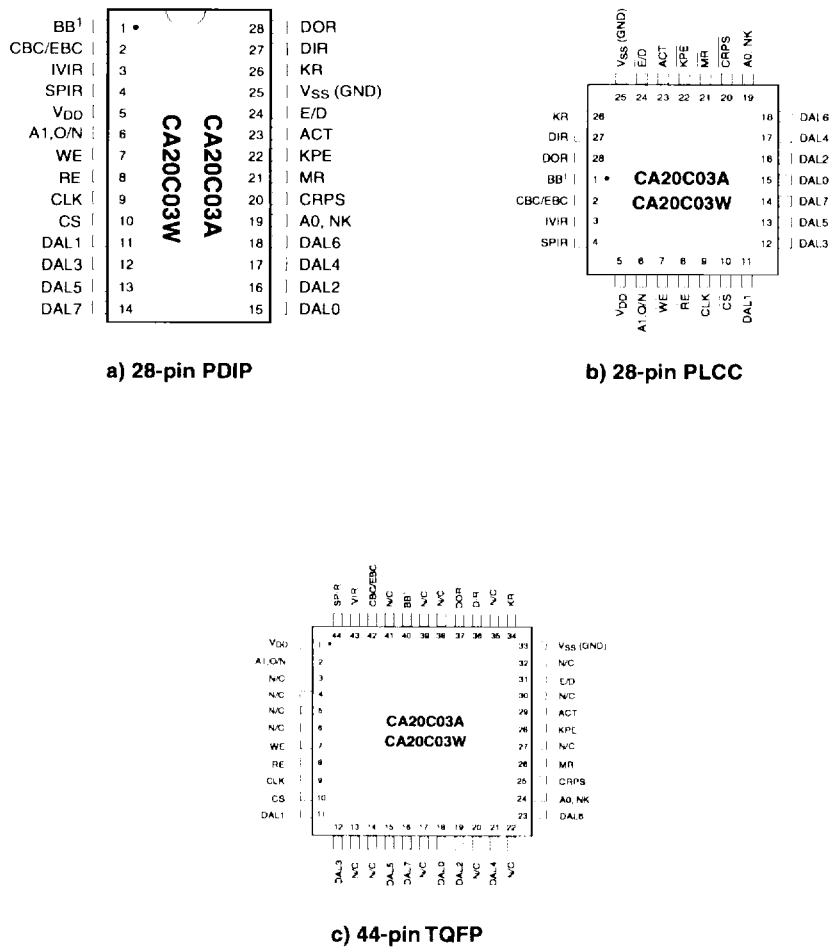 BB¹ 1 28 DOR
CBC/EBC 2 27 DIR
IVIR 3 26 KR
SPIR 4 25 VSS (GND)
VDD 5 24 E/D
A1,O/N 6 23 ACT
WE 7 22 KPE
RE 8 21 MR
CLK 9 20 CRPS
CS 10 19 A0, NK
DAL1 11 18 DAL6
DAL3 12 17 DAL4
DAL5 13 16 DAL2
DAL7 14 15 DAL0
CA20C03A
CA20C03W
a) 28-pin PDIP
VSS (GND) E/D ACT KPE MR CRPS A0, NK
25 24 23 22 21 20 19
KR 26 18 DAL6
DIR 27 17 DAL4
DOR 28 16 DAL2
BB¹ 1 15 DAL0
CBC/EBC 2 14 DAL7
IVIR 3 13 DAL5
SPIR 4 12 DAL3
CA20C03A
CA20C03W
5 6 7 8 9 10 11
VDD A1,O/N WE RE CLK CS DAL1
b) 28-pin PLCC
SPIR VIR CBC/EBC N/C BB¹ N/C N/C DOR DIR N/C KR
44 43 42 41 40 39 38 37 36 35 34
VDD 1 33 VSS (GND)
A1,O/N 2 32 N/C
N/C 3 31 E/D
N/C 4 30 N/C
N/C 5 29 ACT
N/C 6 28 KPE
WE 7 27 N/C
RE 8 26 MR
CLK 9 25 CRPS
CS 10 24 A0, NK
DAL1 11 23 DAL6
CA20C03A
CA20C03W
12 13 14 15 16 17 18 19 20 21 22
DAL3 N/C N/C DAL5 DAL7 N/C DAL0 DAL2 N/C DAL4 N/C
c) 44-pin TQFP